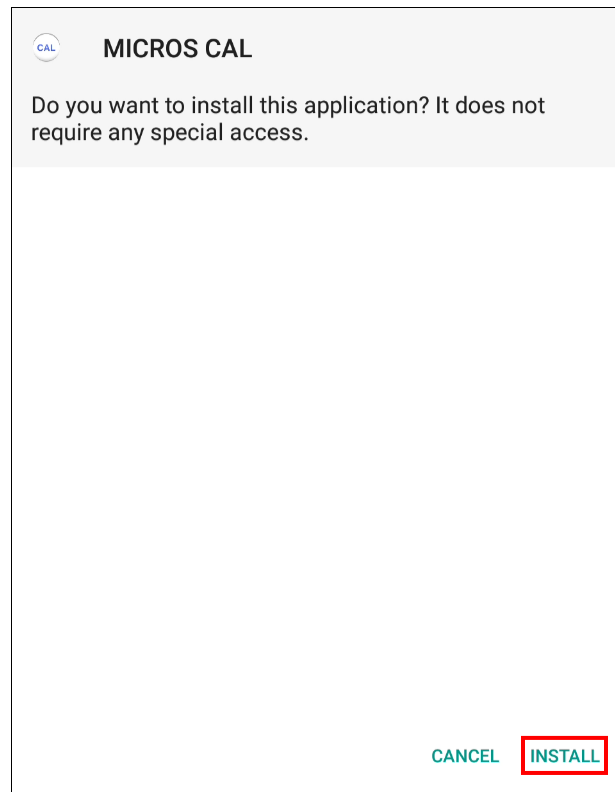 CAL
MICROS CAL
Do you want to install this application? It does not
require any special access.
CANCEL
INSTALL